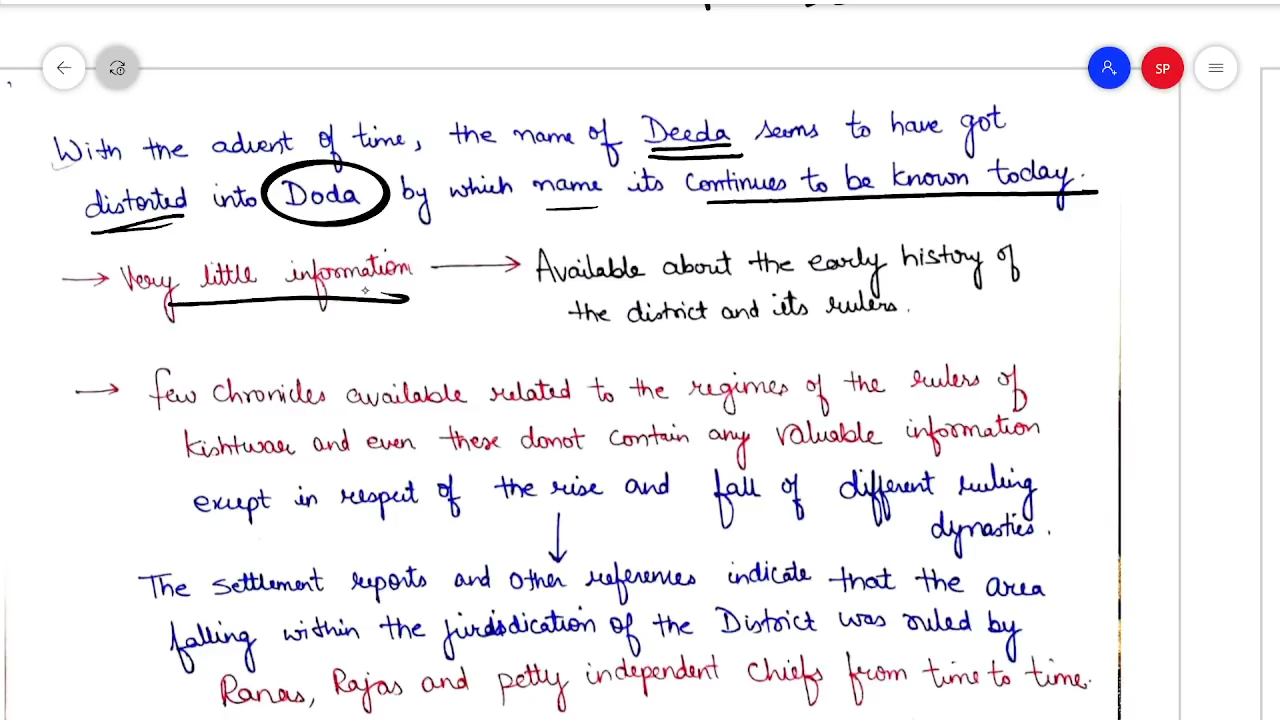 SP
With the advent of time, the name of Deeda seems to have got
distorted into Doda by which name its continues to be known today.
→ Very little information → Available about the early history of
the district and its rulers.
→ few chronicles available related to the regimes of the rulers of
Kishtwar and even these donot contain any valuable information
exept in respect of the rise and fall of different ruling
dynasties.
The settlement reports and other references indicate that the area
falling within the jurdisdication of the District was ruled by
Ranas, Rajas and petty independent chiefs from time to time.